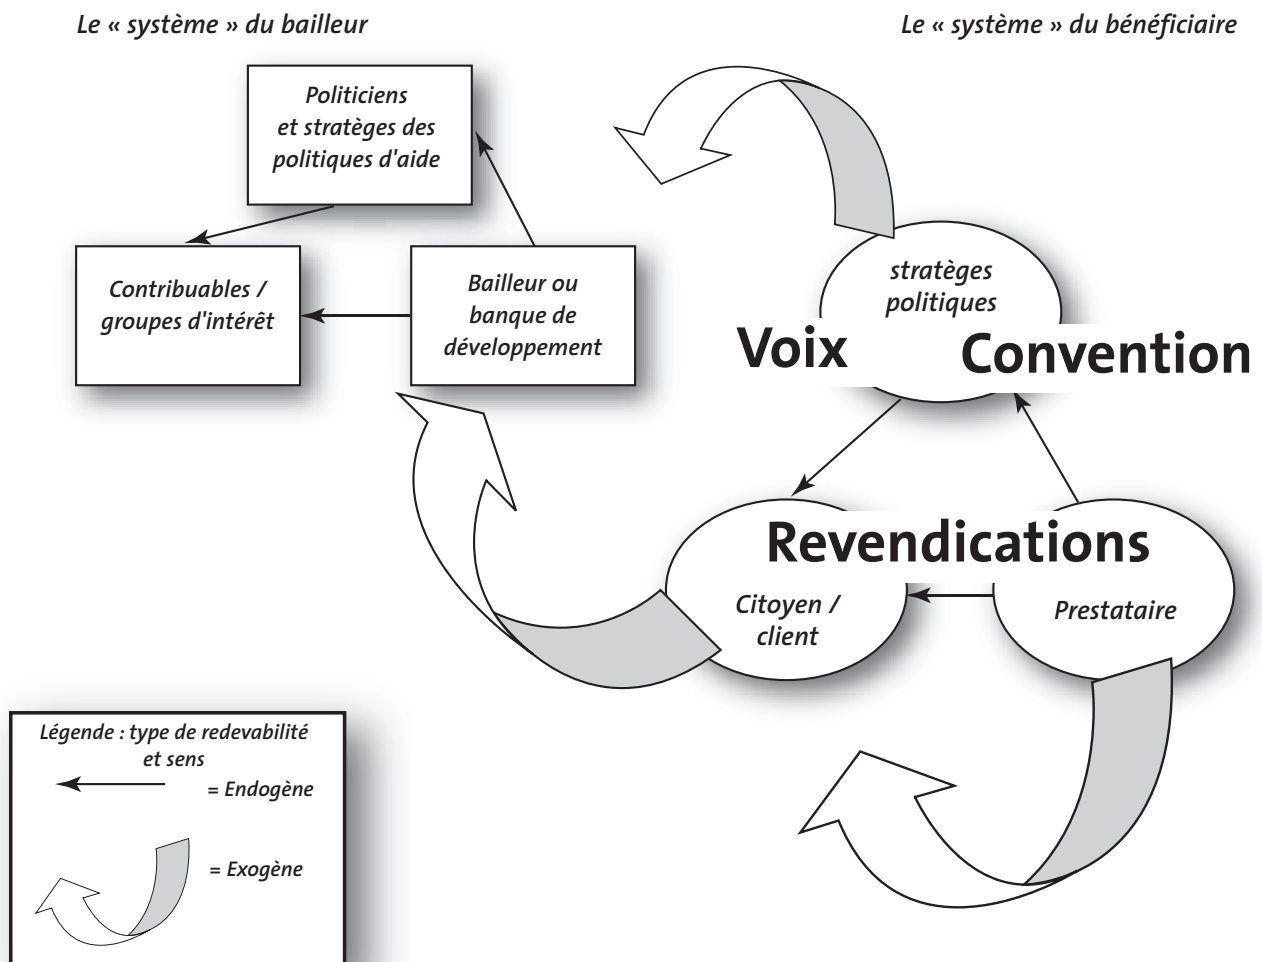 Le « système » du bailleur
Le « système » du bénéficiaire
Politiciens
et stratèges des
politiques d'aide
Contribuables /
groupes d'intérêt
Bailleur ou
banque de
développement
stratèges
politiques
Voix
Convention
Revendications
Citoyen /
client
Prestataire
Légende : type de redevabilité
et sens
= Endogène
= Exogène